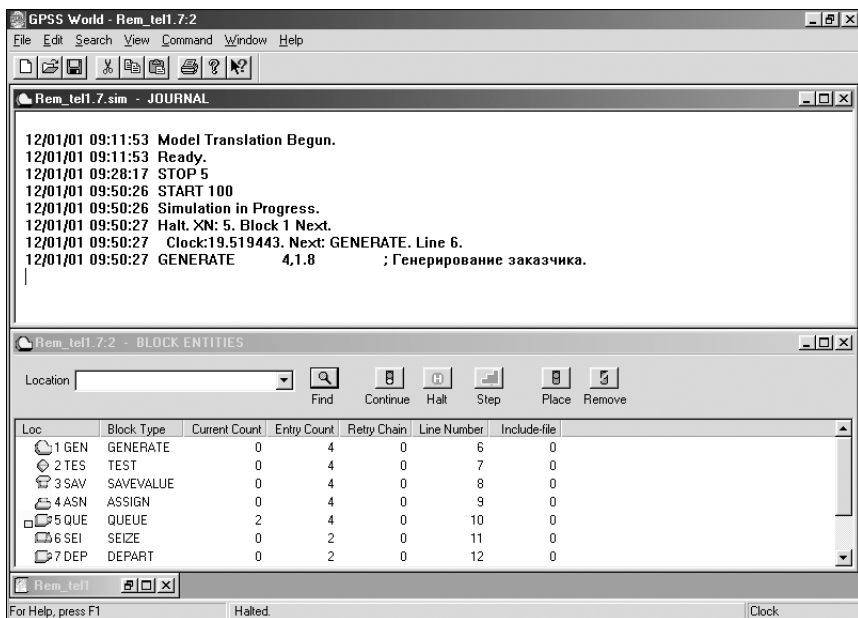 GPSS World - Rem_tel1.7:2
File Edit Search View Command Window Help
Rem_tel1.7.sim - JOURNAL
12/01/01 09:11:53 Model Translation Begun.
12/01/01 09:11:53 Ready.
12/01/01 09:28:17 STOP 5
12/01/01 09:50:26 START 100
12/01/01 09:50:26 Simulation in Progress.
12/01/01 09:50:27 Halt. XN: 5. Block 1 Next.
12/01/01 09:50:27 Clock:19.519443. Next: GENERATE. Line 6.
12/01/01 09:50:27 GENERATE 4,1.8 ; Генерирование заказчика.
Rem_tel1.7:2 - BLOCK ENTITIES
Location
Find Continue Halt Step Place Remove
Loc Block Type Current Count Entry Count Retry Chain Line Number Include-file
1 GEN GENERATE 0 4 0 6 0
2 TES TEST 0 4 0 7 0
3 SAV SAVEVALUE 0 4 0 8 0
4 ASN ASSIGN 0 4 0 9 0
5 QUE QUEUE 2 4 0 10 0
6 SEI SEIZE 0 2 0 11 0
7 DEP DEPART 0 2 0 12 0
Rem_tel1
For Help, press F1 Halted. Clock